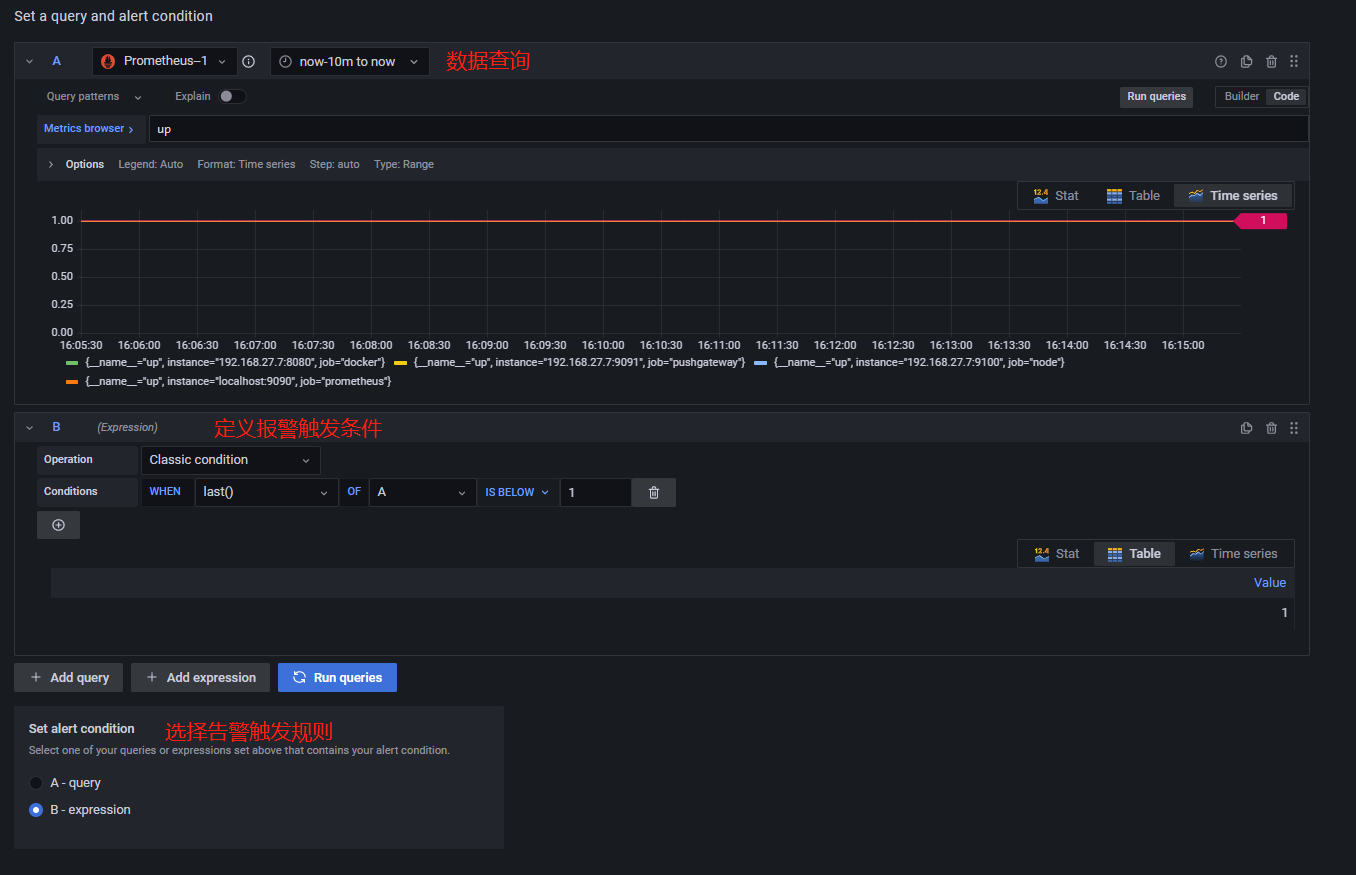 Set a query and alert condition
A Prometheus--1 now-10m to now 数据查询
Query patterns Explain Run queries Builder Code
Metrics browser > up
> Options Legend: Auto Format: Time series Step: auto Type: Range
12.4 Stat Table Time series
1.00 1
0.75
0.50
0.25
0.00
16:05:30 16:06:00 16:06:30 16:07:00 16:07:30 16:08:00 16:08:30 16:09:00 16:09:30 16:10:00 16:10:30 16:11:00 16:11:30 16:12:00 16:12:30 16:13:00 16:13:30 16:14:00 16:14:30 16:15:00
{__name__="up", instance="192.168.27.7:8080", job="docker"} {__name__="up", instance="192.168.27.7:9091", job="pushgateway"} {__name__="up", instance="192.168.27.7:9100", job="node"}
{__name__="up", instance="localhost:9090", job="prometheus"}
B (Expression) 定义报警触发条件
Operation Classic condition
Conditions WHEN last() OF A IS BELOW 1
12.4 Stat Table Time series
Value
1
+ Add query + Add expression Run queries
Set alert condition 选择告警触发规则
Select one of your queries or expressions set above that contains your alert condition.
A - query
B - expression